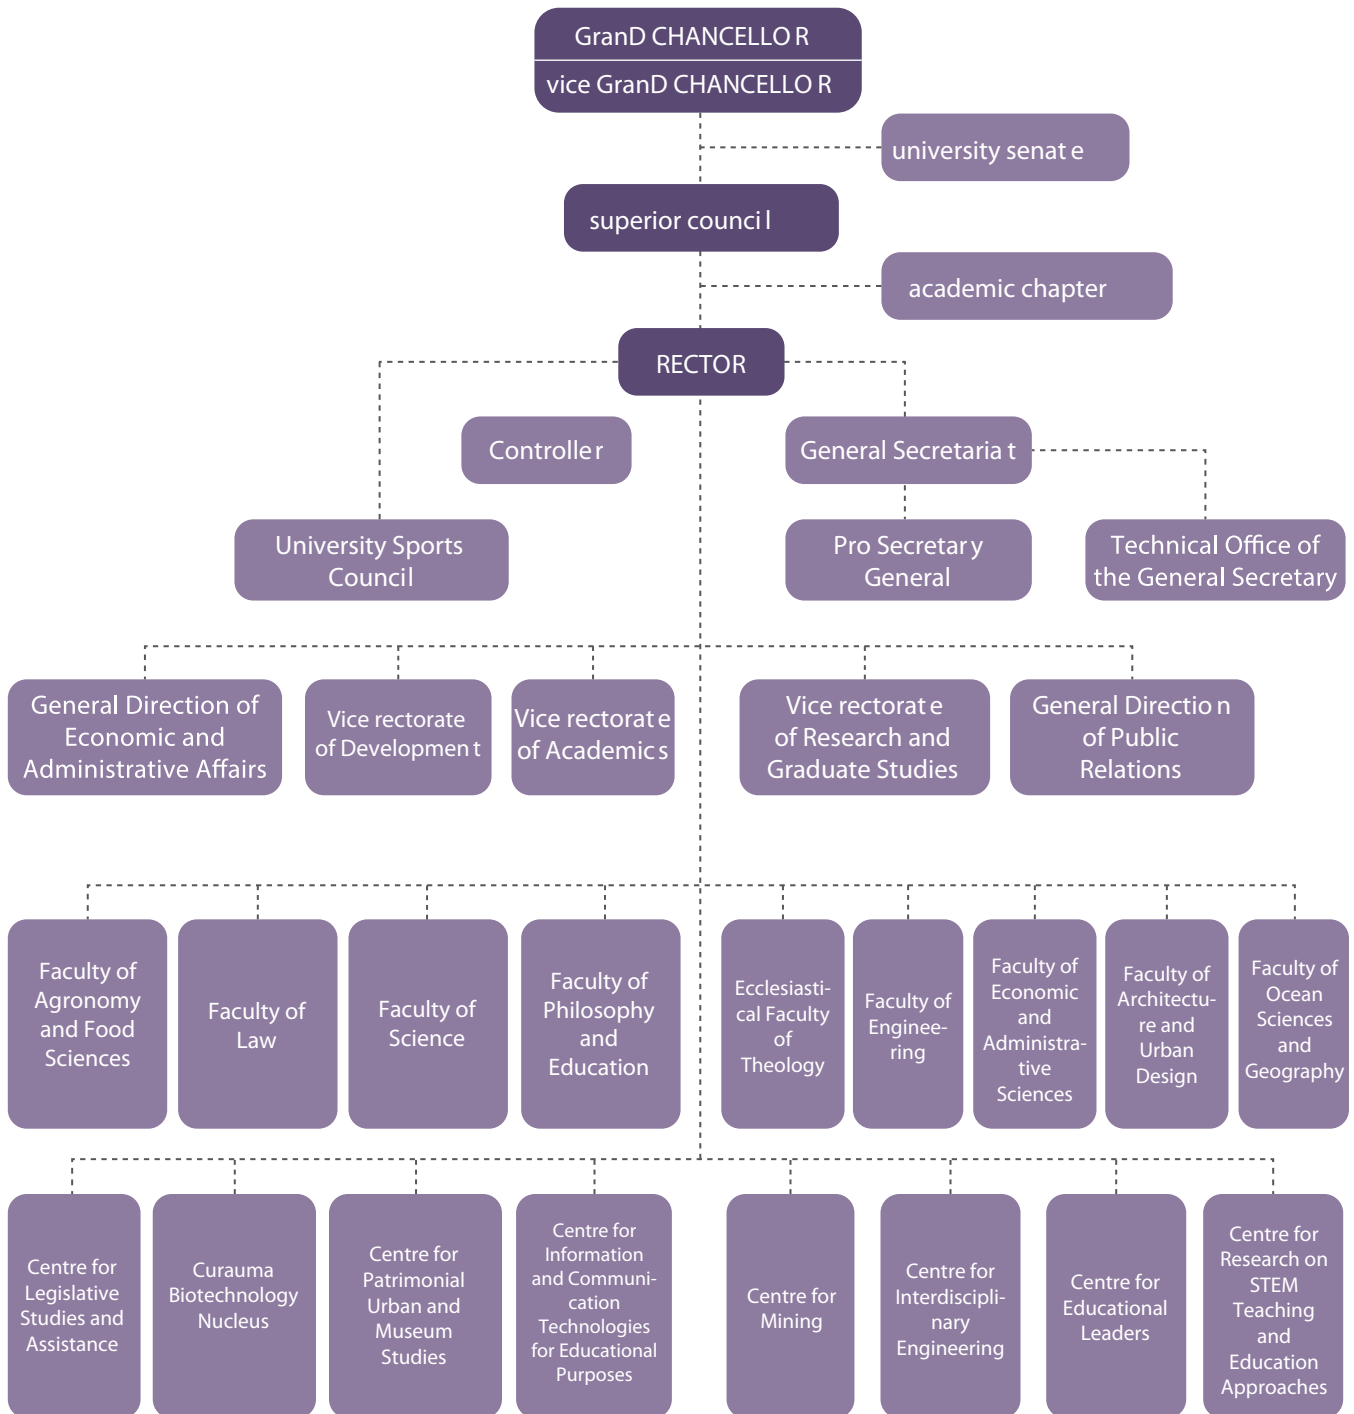 GranD CHANCELLO R
vice GranD CHANCELLO R
university senat e
superior counci l
academic chapter
RECTOR
Controlle r
General Secretaria t
University Sports
Council
Pro Secretar y
General
Technical Office of
the General Secretary
General Direction of
Economic and
Administrative Affairs
Vice rectorate
of Developmen t
Vice rectorat e
of Academic s
Vice rectorat e
of Research and
Graduate Studies
General Directio n
of Public
Relations
Faculty of
Agronomy
and Food
Sciences
Faculty of
Law
Faculty of
Science
Faculty of
Philosophy
and
Education
Ecclesiasti-
cal Faculty
of
Theology
Faculty of
Enginee-
ring
Faculty of
Economic
and
Administra-
tive
Sciences
Faculty of
Architectu-
re and
Urban
Design
Faculty of
Ocean
Sciences
and
Geography
Centre for
Legislative
Studies and
Assistance
Curauma
Biotechnology
Nucleus
Centre for
Patrimonial
Urban and
Museum
Studies
Centre for
Information
and Communi-
cation
Technologies
for Educational
Purposes
Centre for
Mining
Centre for
Interdiscipli-
nary
Engineering
Centre for
Educational
Leaders
Centre for
Research on
STEM
Teaching
and
Education
Approaches